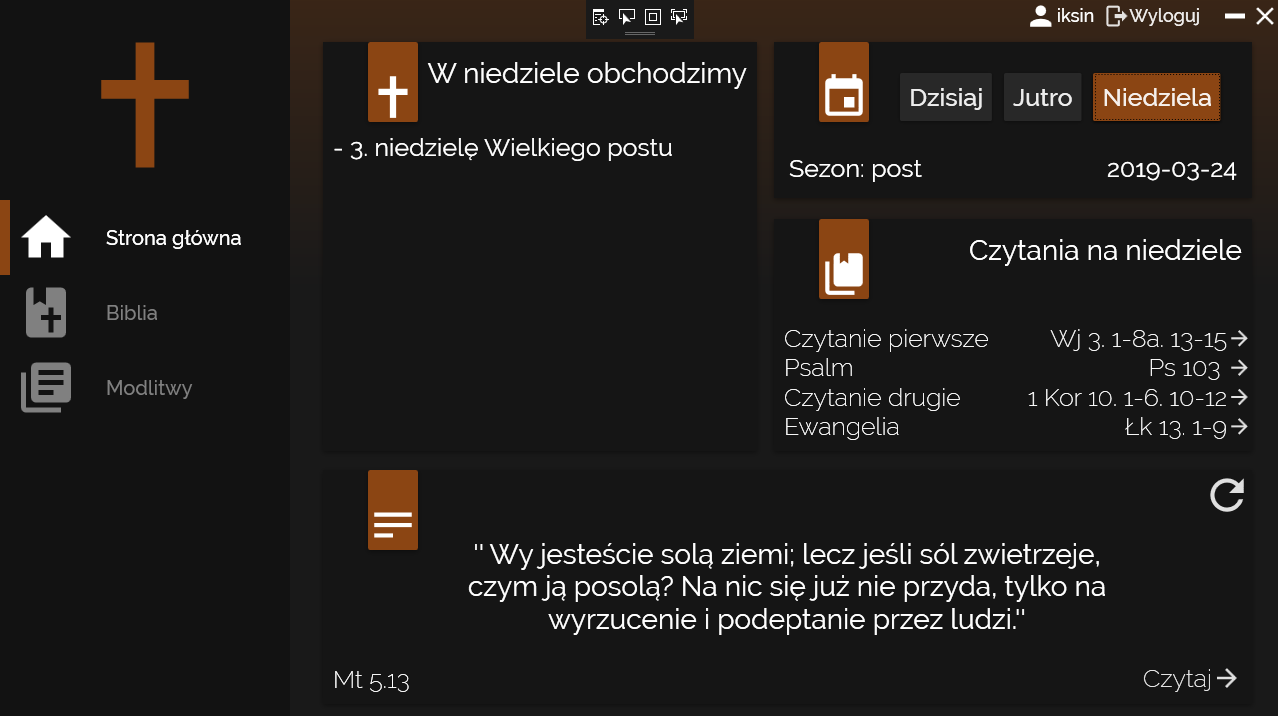 iksin Wyloguj
Strona główna
Biblia
Modlitwy
W niedziele obchodzimy
- 3. niedzielę Wielkiego postu
Dzisiaj Jutro Niedziela
Sezon: post 2019-03-24
Czytania na niedziele
Czytanie pierwsze Wj 3. 1-8a. 13-15
Psalm Ps 103
Czytanie drugie 1 Kor 10. 1-6. 10-12
Ewangelia Łk 13. 1-9
" Wy jesteście solą ziemi; lecz jeśli sól zwietrzeje,
czym ją posolą? Na nic się już nie przyda, tylko na
wyrzucenie i podeptanie przez ludzi."
Mt 5.13 Czytaj